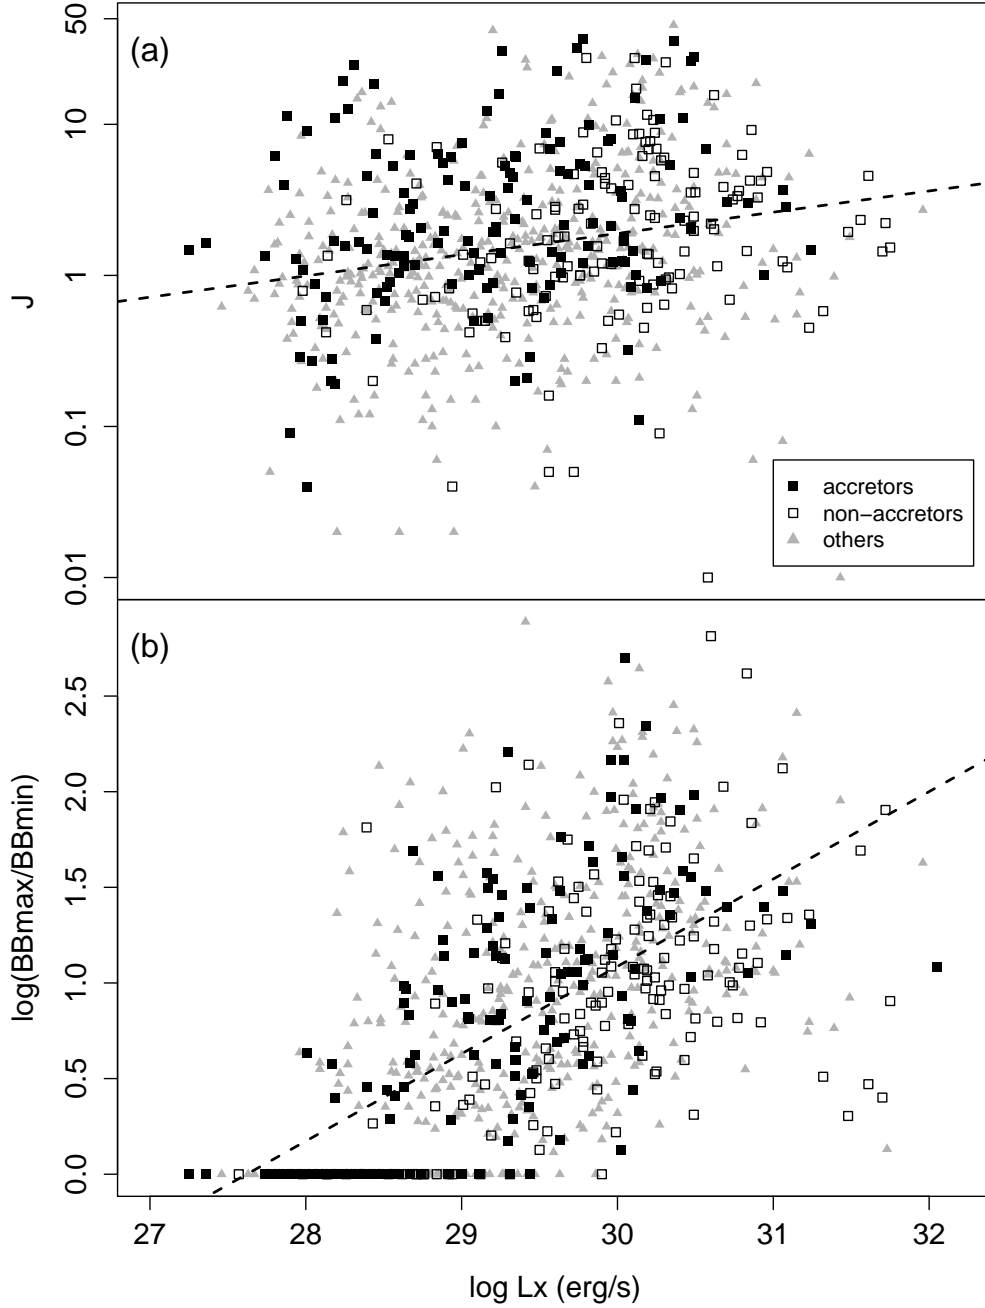 (a)
50
10
1
0.1
0.01
J
accretors
non−accretors
others
(b)
2.5
2.0
1.5
1.0
0.5
0.0
log(BBmax/BBmin)
27 28 29 30 31 32
log Lx (erg/s)